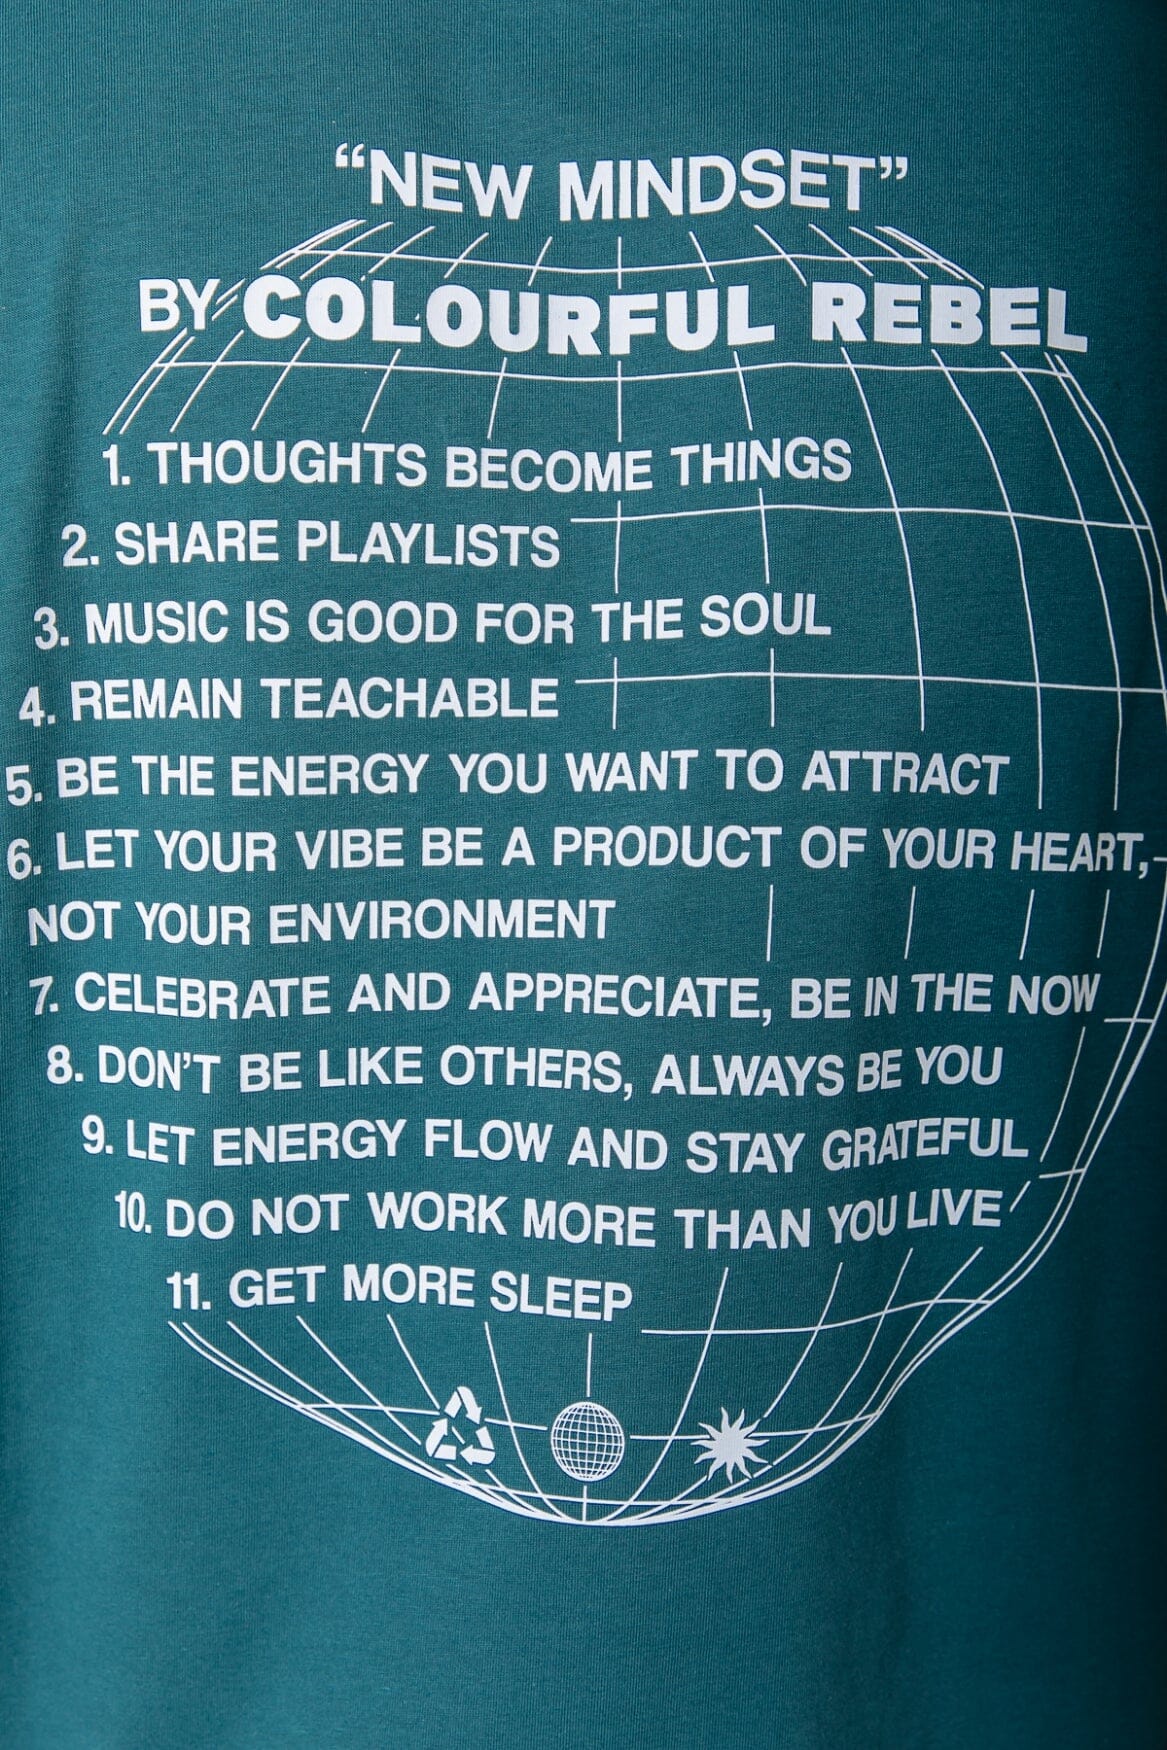 “NEW MINDSET”
BY COLOURFUL REBEL
1. THOUGHTS BECOME THINGS
2. SHARE PLAYLISTS
3. MUSIC IS GOOD FOR THE SOUL
4. REMAIN TEACHABLE
5. BE THE ENERGY YOU WANT TO ATTRACT
6. LET YOUR VIBE BE A PRODUCT OF YOUR HEART,
NOT YOUR ENVIRONMENT
7. CELEBRATE AND APPRECIATE, BE IN THE NOW
8. DON’T BE LIKE OTHERS, ALWAYS BE YOU
9. LET ENERGY FLOW AND STAY GRATEFUL
10. DO NOT WORK MORE THAN YOU LIVE
11. GET MORE SLEEP